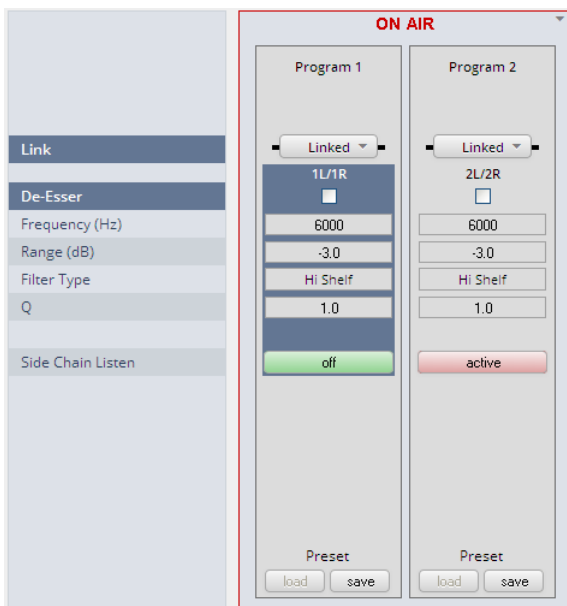 ON AIR
Program 1 Program 2
Link Linked Linked
1L/1R 2L/2R
De-Esser
Frequency (Hz) 6000 6000
Range (dB) -3.0 -3.0
Filter Type Hi Shelf Hi Shelf
Q 1.0 1.0
Side Chain Listen off active
Preset Preset
load save load save